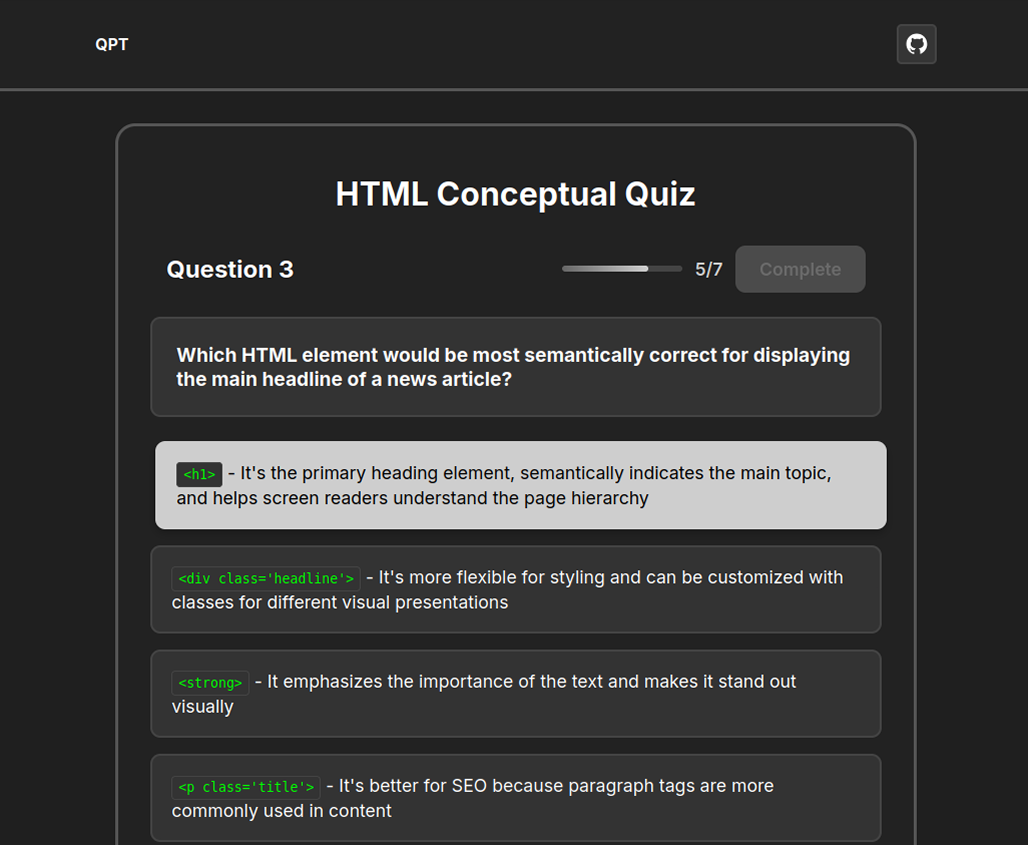 QPT
HTML Conceptual Quiz
Question 3
5/7
Complete
Which HTML element would be most semantically correct for displaying
the main headline of a news article?
<h1> - It's the primary heading element, semantically indicates the main topic,
and helps screen readers understand the page hierarchy
<div class='headline'> - It's more flexible for styling and can be customized with
classes for different visual presentations
<strong> - It emphasizes the importance of the text and makes it stand out
visually
<p class='title'> - It's better for SEO because paragraph tags are more
commonly used in content